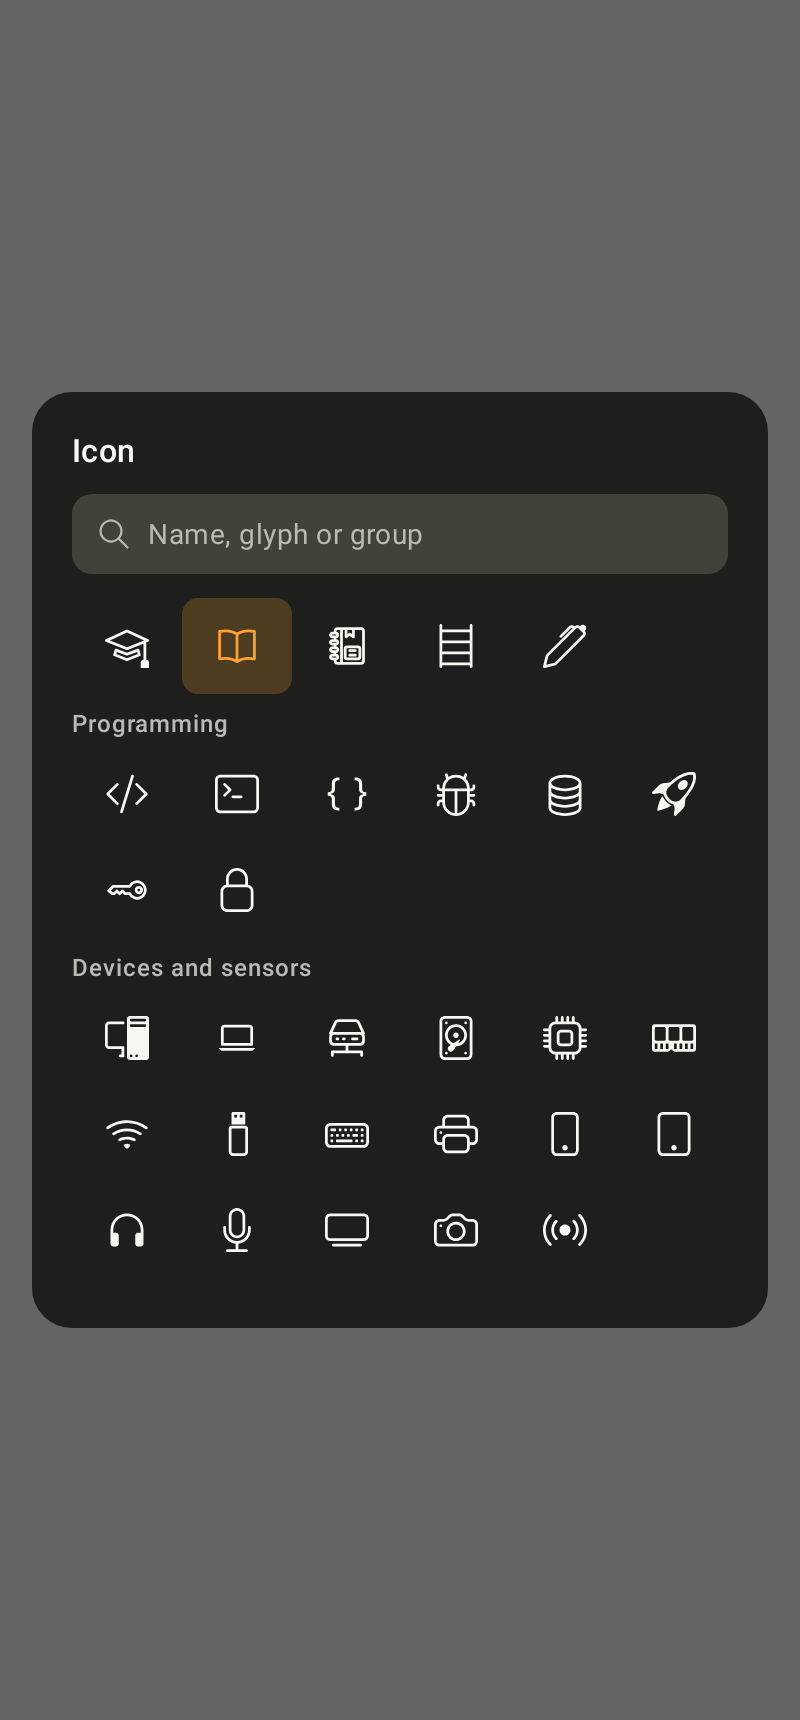 Icon
Name, glyph or group
Programming
Devices and sensors